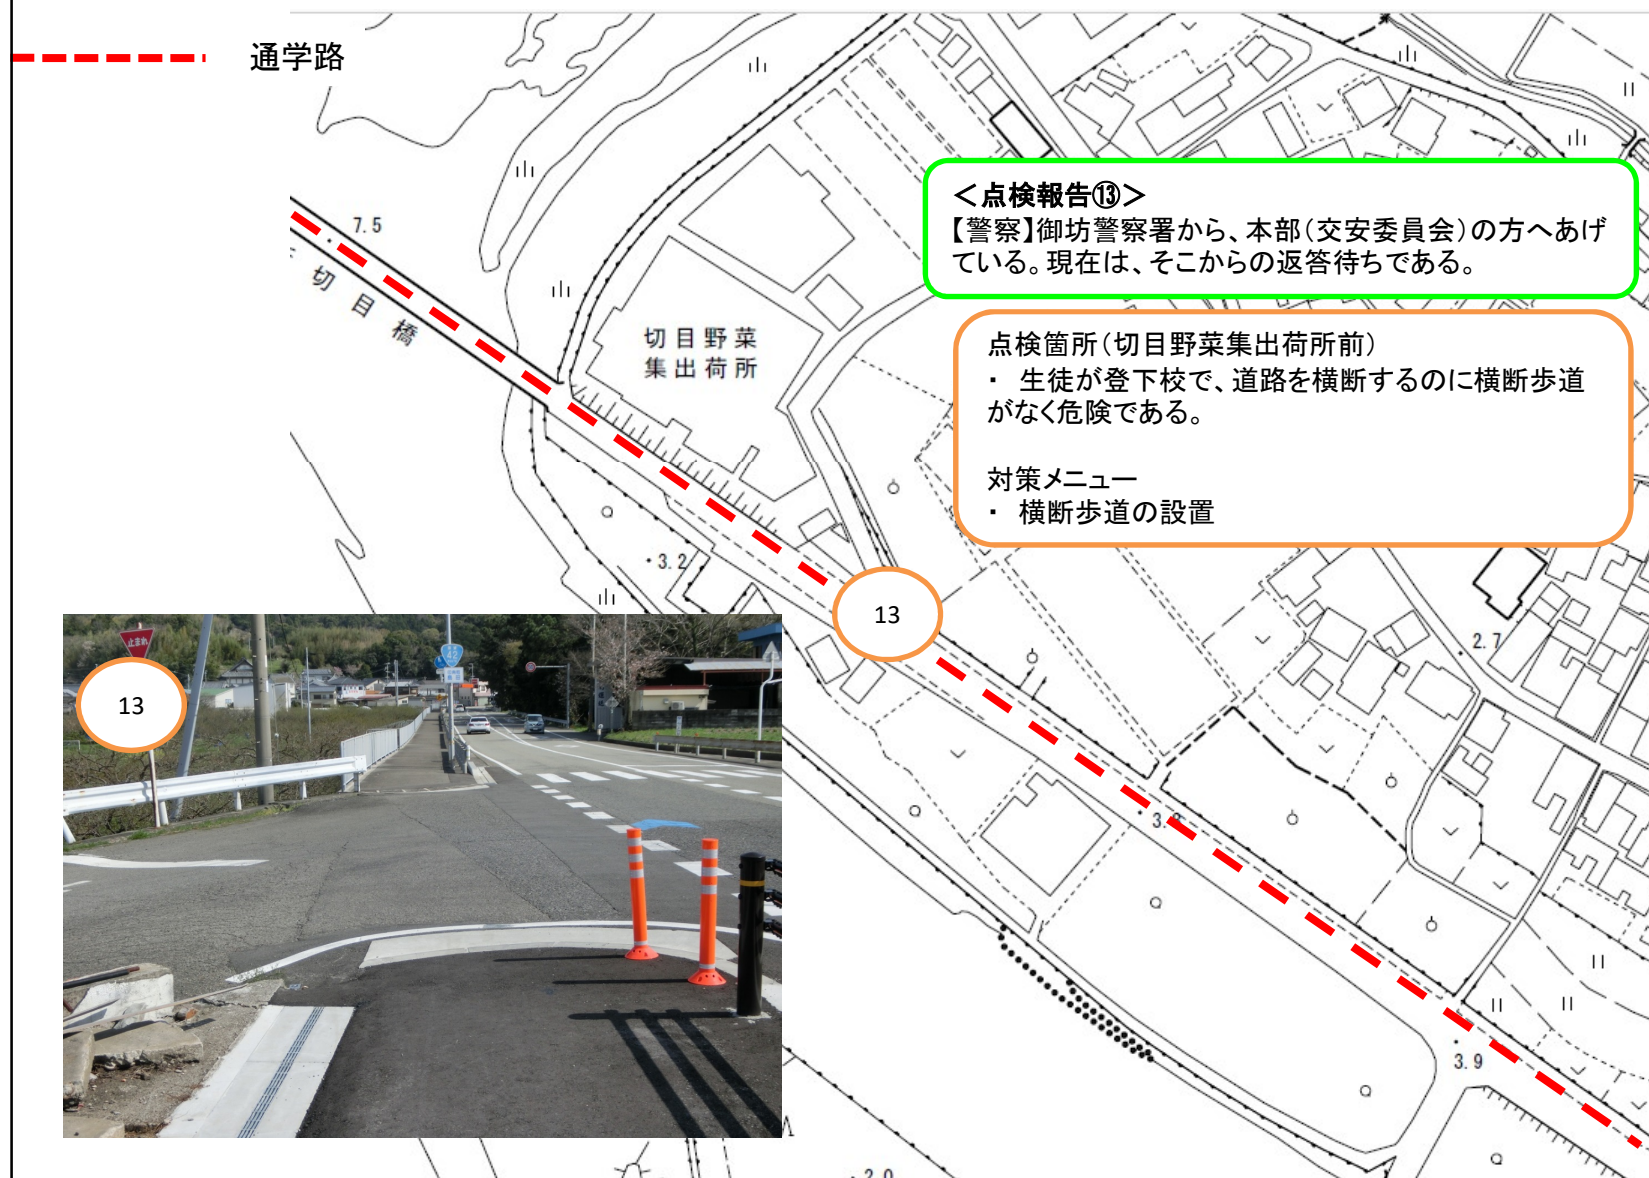 通学路
<点検報告⑬>
【警察】御坊警察署から、本部(交安委員会)の方へあげ
ている。現在は、そこからの返答待ちである。
点検箇所(切目野菜集出荷所前)
・ 生徒が登下校で、道路を横断するのに横断歩道
がなく危険である。
対策メニュー
・ 横断歩道の設置
7.5
切目橋
切目野菜
集出荷所
3.2
13
2.7
3.9
13
止まれ
42